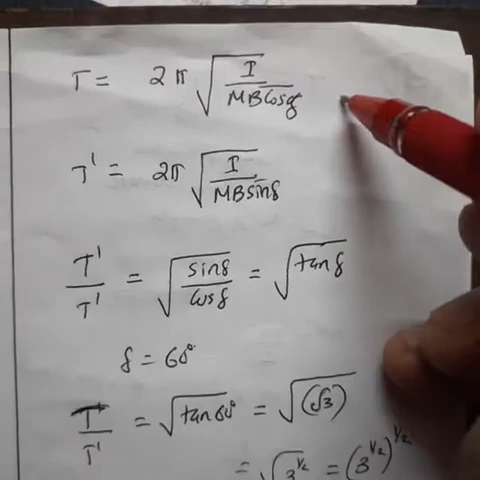 T = 2π √(I / MBcosδ)
T' = 2π √(I / MBsinδ)
T' / T' = √(sinδ / cosδ) = √tanδ
δ = 60°
T / T' = √tan60° = √(√3)
= √3^1/2 = (3^1/2)^1/2